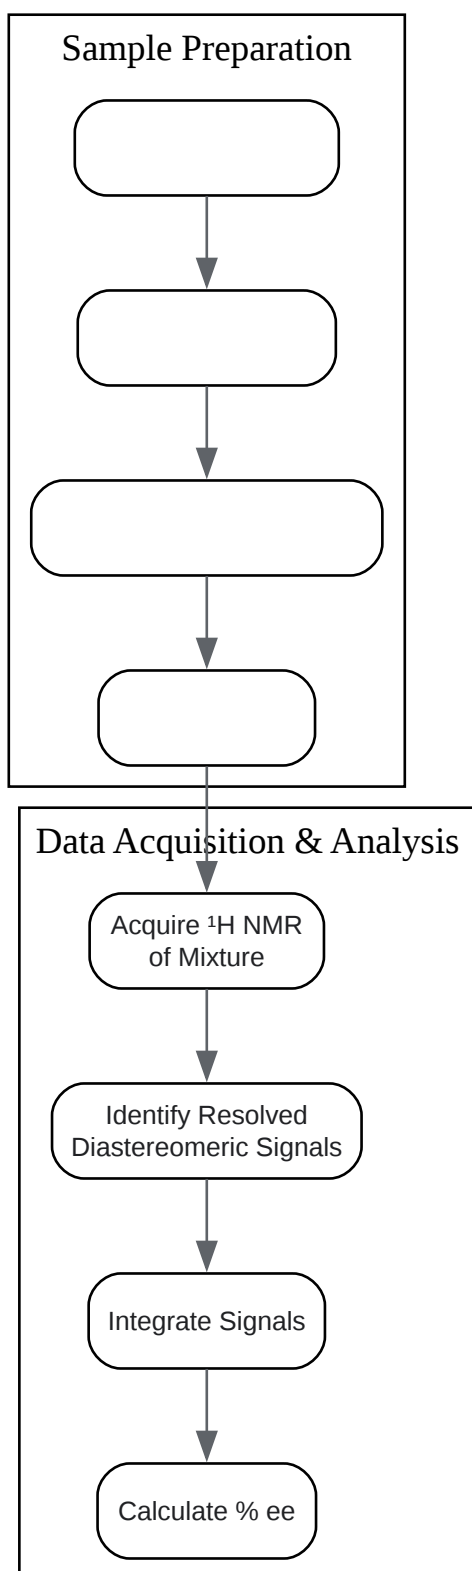 Sample Preparation
Data Acquisition & Analysis
Acquire ¹H NMR
of Mixture
Identify Resolved
Diastereomeric Signals
Integrate Signals
Calculate % ee